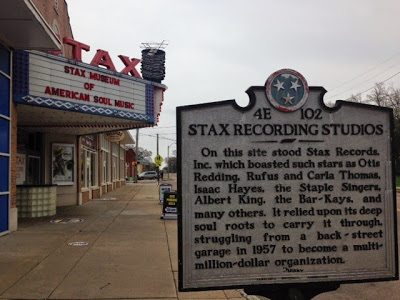 STAX
STAX MUSEUM
OF
AMERICAN SOUL MUSIC
4E 102
STAX RECORDING STUDIOS
On this site stood Stax Records,
Inc. which boasted such stars as Otis
Redding, Rufus and Carla Thomas,
Isaac Hayes, the Staple Singers,
Albert King, the Bar-Kays, and
many others. It relied upon its deep
soul roots to carry it through,
struggling from a back-street
garage in 1957 to become a multi-
million-dollar organization.